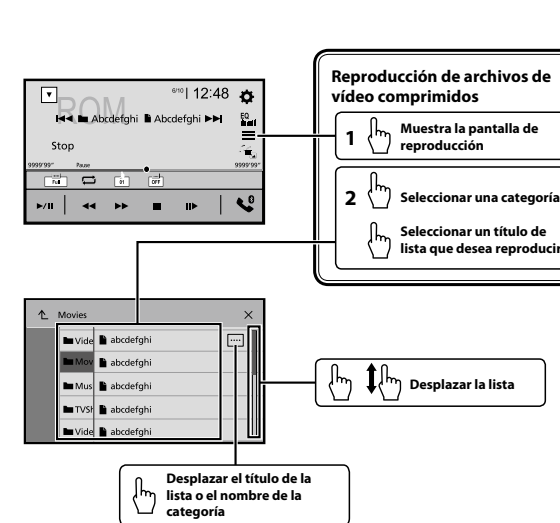 Reproducción de archivos de
vídeo comprimidos
1 Muestra la pantalla de
reproducción
2 Seleccionar una categoría
Seleccionar un título de
lista que desea reproducir
ROM
6/10 12:48
EQ
Abcdefghi Abcdefghi
Stop
9999'99" Pause 9999'99"
Full 01 OFF
Movies
Vide abcdefghi
Mov abcdefghi
Mus abcdefghi
TVSh abcdefghi
Vide abcdefghi
Desplazar la lista
Desplazar el título de la
lista o el nombre de la
categoría